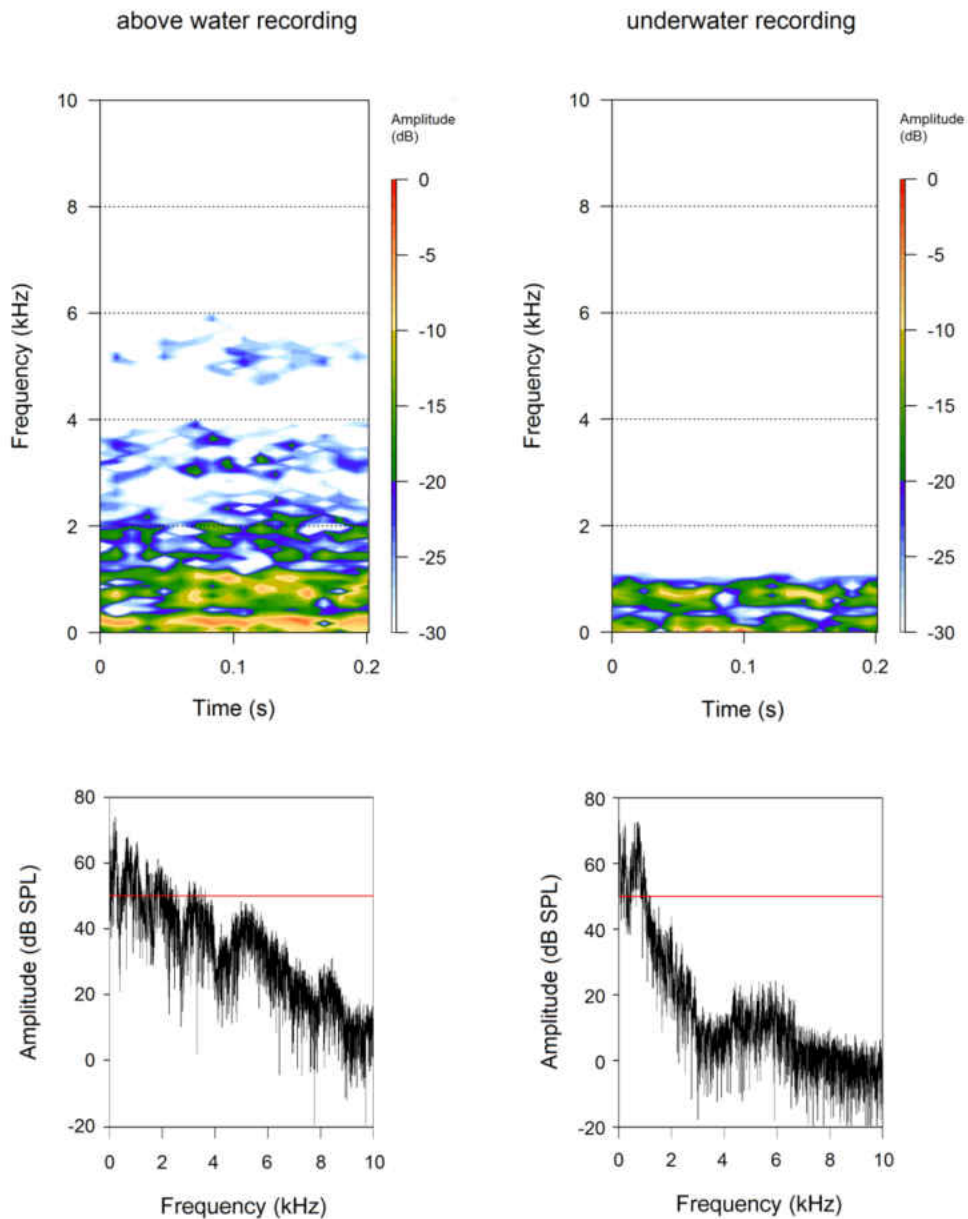 above water recording
underwater recording
10
8
6
4
2
0
Frequency (kHz)
0
0.1
0.2
Time (s)
Amplitude
(dB)
0
-5
-10
-15
-20
-25
-30
10
8
6
4
2
0
Frequency (kHz)
0
0.1
0.2
Time (s)
Amplitude
(dB)
0
-5
-10
-15
-20
-25
-30
80
60
40
20
0
-20
Amplitude (dB SPL)
0 2 4 6 8 10
Frequency (kHz)
80
60
40
20
0
-20
Amplitude (dB SPL)
0 2 4 6 8 10
Frequency (kHz)